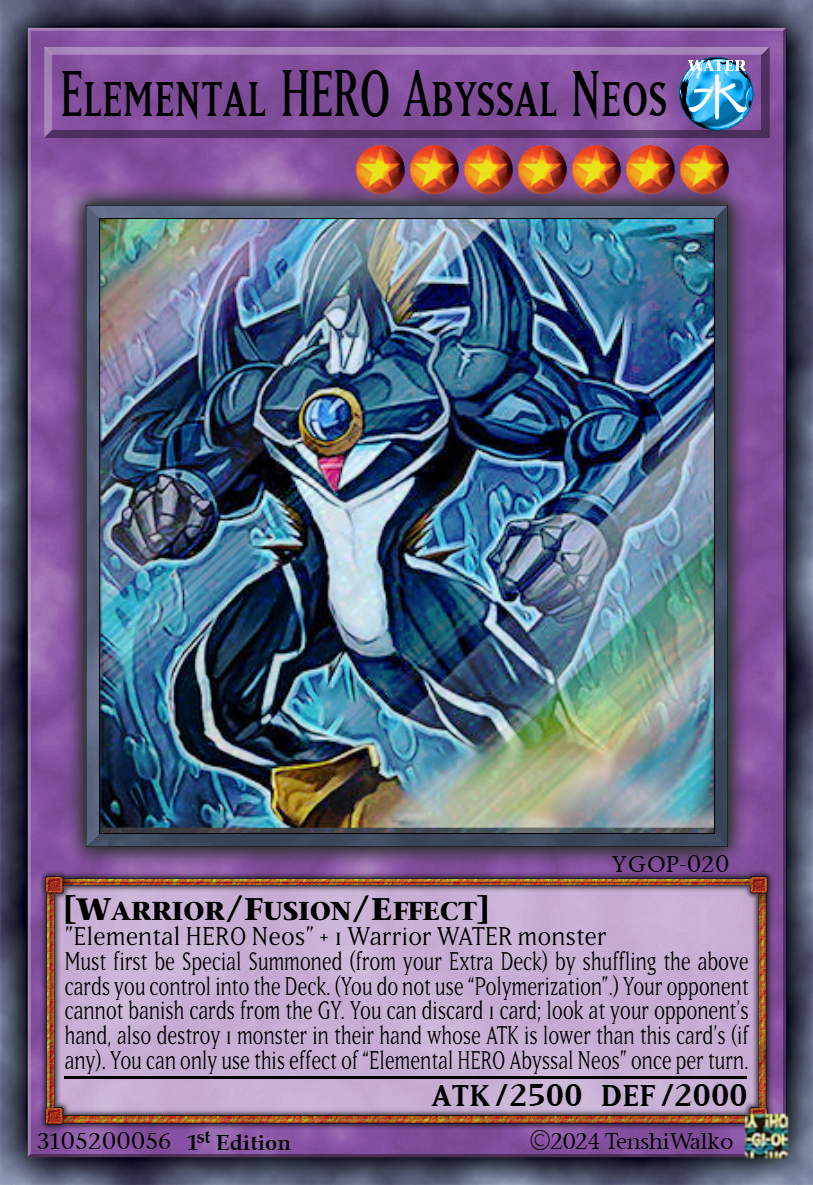 Elemental HERO Abyssal Neos
WATER
水
YGOP-020
[Warrior/Fusion/Effect]
"Elemental HERO Neos" + 1 Warrior WATER monster
Must first be Special Summoned (from your Extra Deck) by shuffling the above
cards you control into the Deck. (You do not use “Polymerization”.) Your opponent
cannot banish cards from the GY. You can discard 1 card; look at your opponent’s
hand, also destroy 1 monster in their hand whose ATK is lower than this card’s (if
any). You can only use this effect of “Elemental HERO Abyssal Neos” once per turn.
ATK/2500 DEF/2000
3105200056 1st Edition ©2024 TenshiWalko